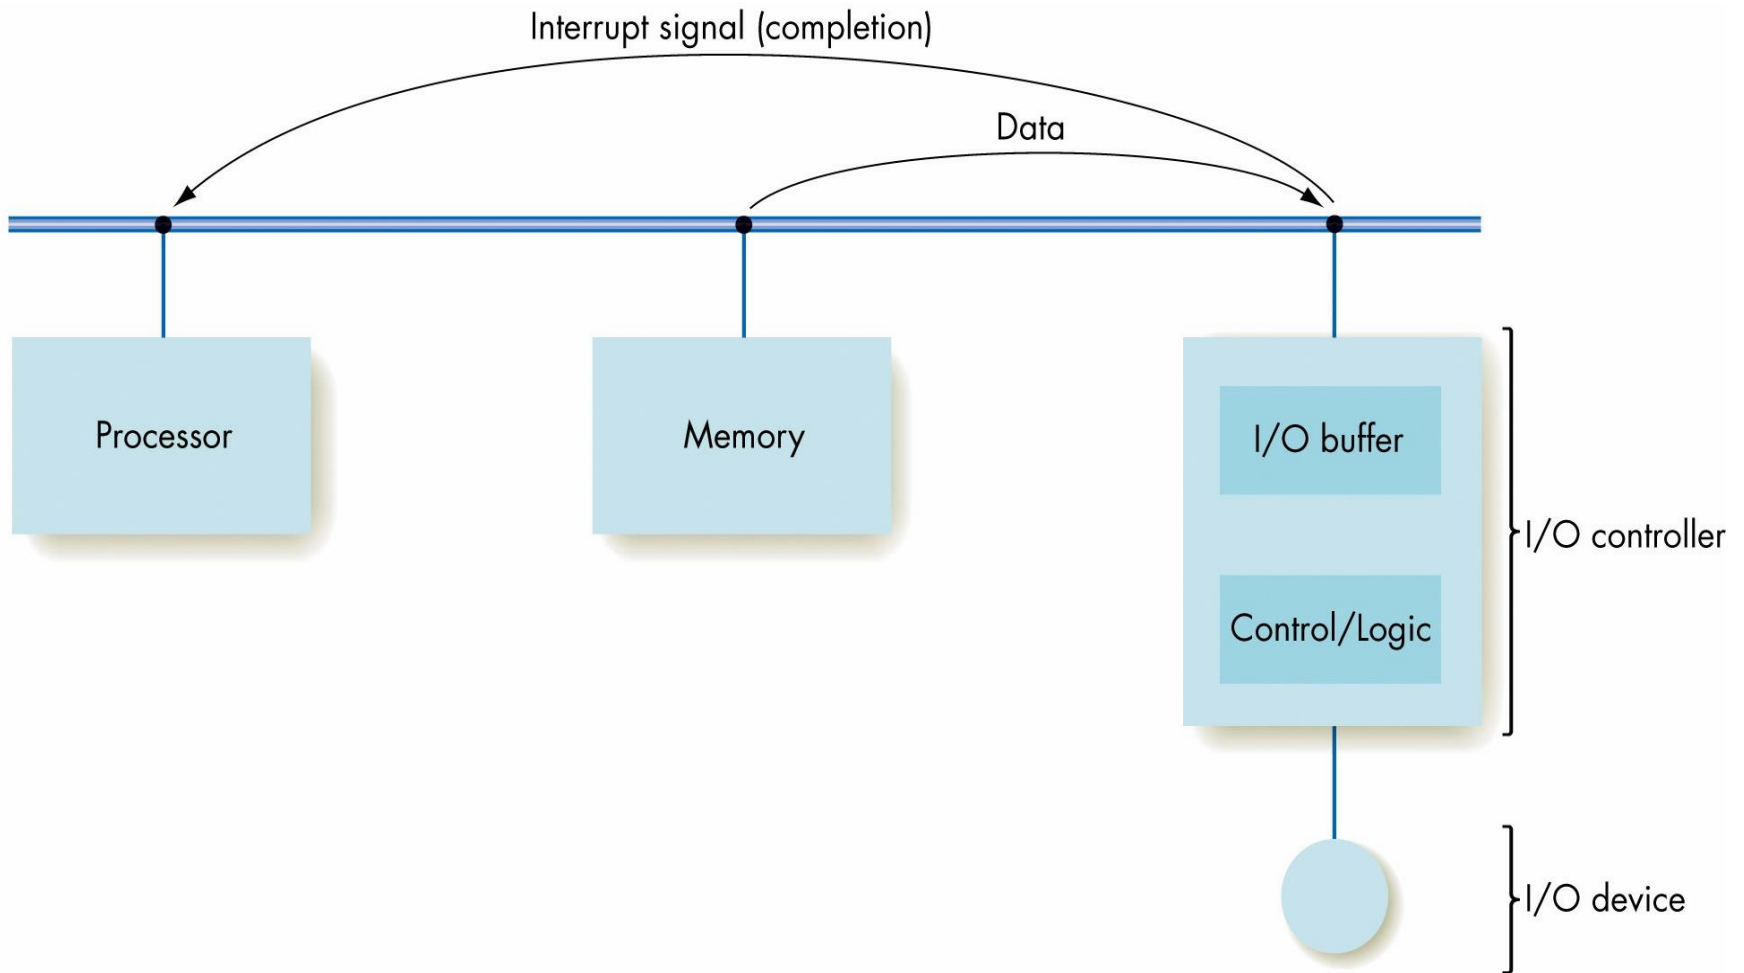 Interrupt signal (completion)
Data
Processor
Memory
I/O buffer
I/O controller
Control/Logic
I/O device